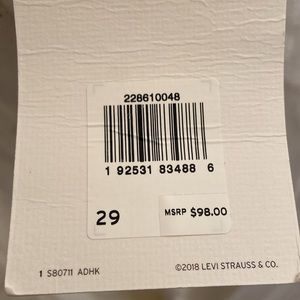 228610048
1 92531 83488 6
29 MSRP $98.00
1 S80711 ADHK ©2018 LEVI STRAUSS & CO.